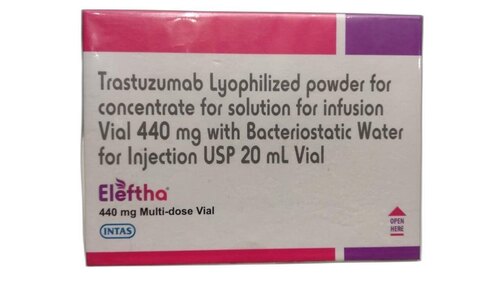 Trastuzumab Lyophilized powder for
concentrate for solution for infusion
Vial 440 mg with Bacteriostatic Water
for Injection USP 20 mL Vial
Eleftha®
440 mg Multi-dose Vial
INTAS
OPEN
HERE